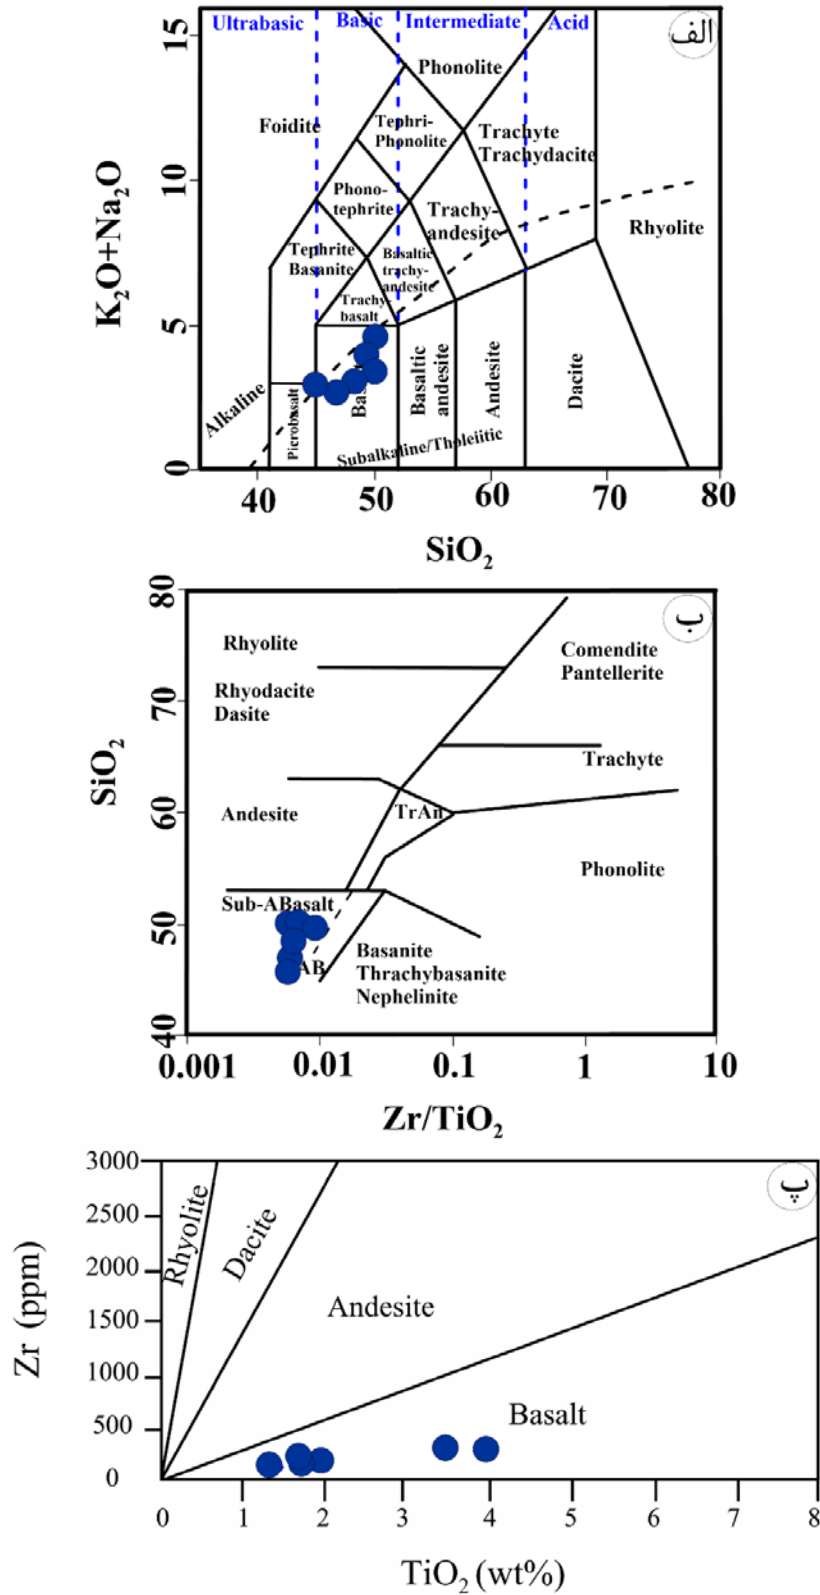 Ultrabasic
Basic
Intermediate
Acid
الف
15
10
5
0
K₂O+Na₂O
Phonolite
Foidite
Tephri-
Phonolite
Trachyte
Trachydacite
Phono-
tephrite
Trachy-
andesite
Rhyolite
Tephrite
Basanite
Basaltic
trachy-
andesite
Trachy-
basalt
Alkaline
Picrobasalt
Bas
Basaltic
andesite
Andesite
Dacite
Subalkaline/Tholeiitic
40
50
60
70
80
SiO₂
80
70
60
50
40
SiO₂
ب
Rhyolite
Comendite
Pantellerite
Rhyodacite
Dasite
Trachyte
Andesite
TrAn
Phonolite
Sub-ABasalt
AB
Basanite
Thrachybasanite
Nephelinite
0.001
0.01
0.1
1
10
Zr/TiO₂
3000
2500
2000
1500
1000
500
0
Zr (ppm)
پ
Rhyolite
Dacite
Andesite
Basalt
0
1
2
3
4
5
6
7
8
TiO₂ (wt%)